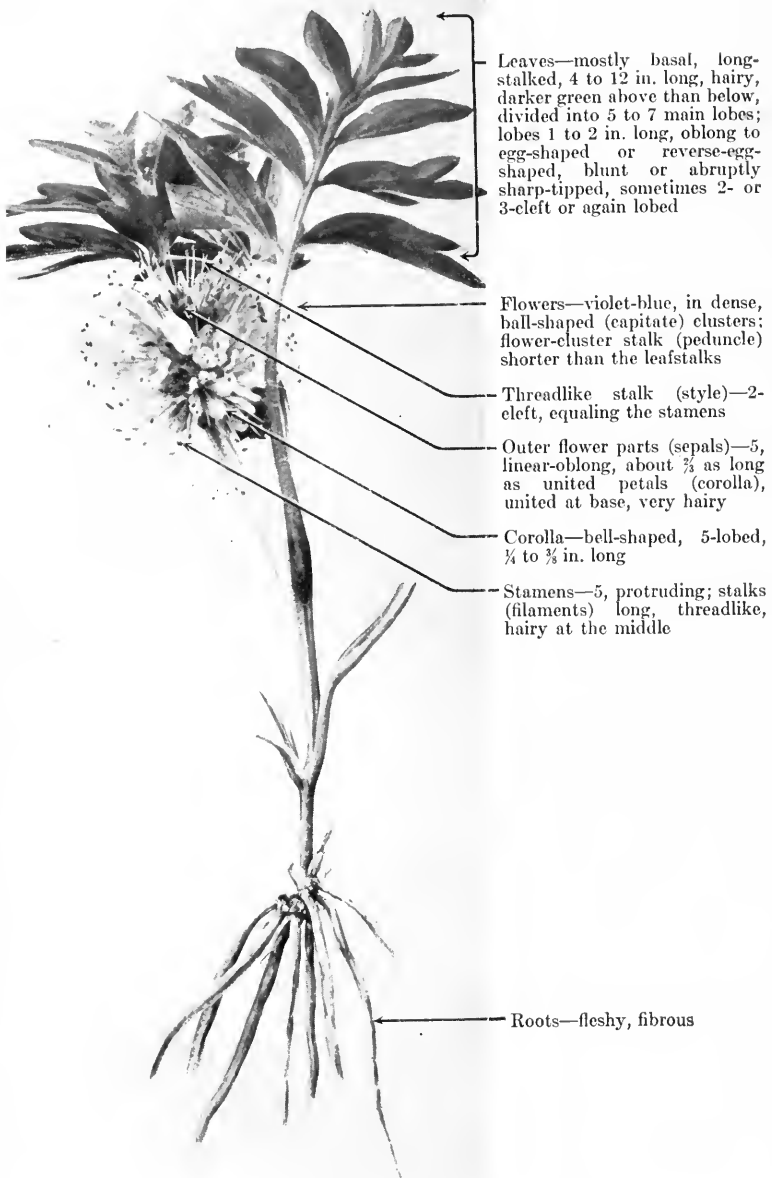 Leaves—mostly basal, long-
stalked, 4 to 12 in. long, hairy,
darker green above than below,
divided into 5 to 7 main lobes;
lobes 1 to 2 in. long, oblong to
egg-shaped or reverse-egg-
shaped, blunt or abruptly
sharp-tipped, sometimes 2- or
3-cleft or again lobed
Flowers—violet-blue, in dense,
ball-shaped (capitate) clusters;
flower-cluster stalk (peduncle)
shorter than the leafstalks
Threadlike stalk (style)—2-
cleft, equaling the stamens
Outer flower parts (sepals)—5,
linear-oblong, about ⅔ as long
as united petals (corolla),
united at base, very hairy
Corolla—bell-shaped, 5-lobed,
¼ to ⅜ in. long
Stamens—5, protruding; stalks
(filaments) long, threadlike,
hairy at the middle
Roots—fleshy, fibrous